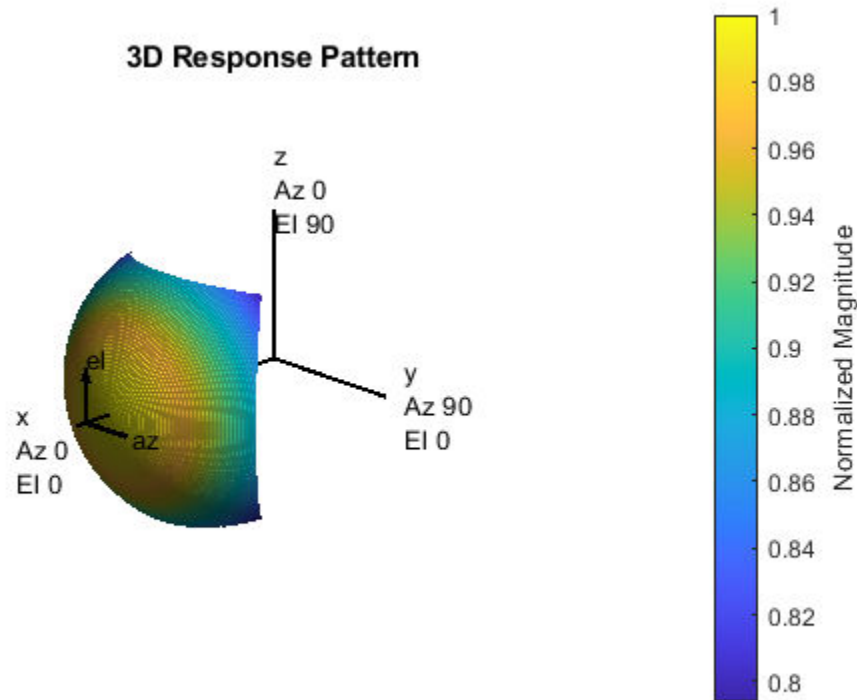 3D Response Pattern
z
Az 0
El 90
el
az
x
Az 0
El 0
y
Az 90
El 0
1
0.98
0.96
0.94
0.92
0.9
0.88
0.86
0.84
0.82
0.8
Normalized Magnitude